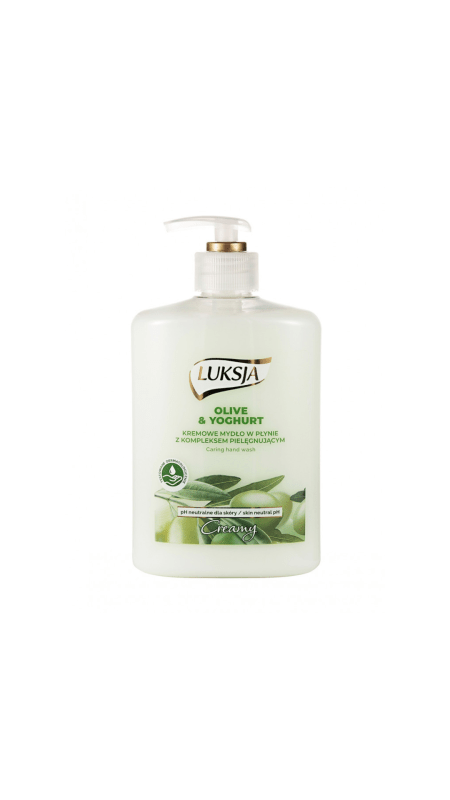 LUKSJA
OLIVE
& YOGHURT
KREMOWE MYDŁO W PŁYNIE
Z KOMPLEKSEM PIELĘGNUJĄCYM
Caring hand wash
pH neutralne dla skóry / skin neutral pH
Creamy